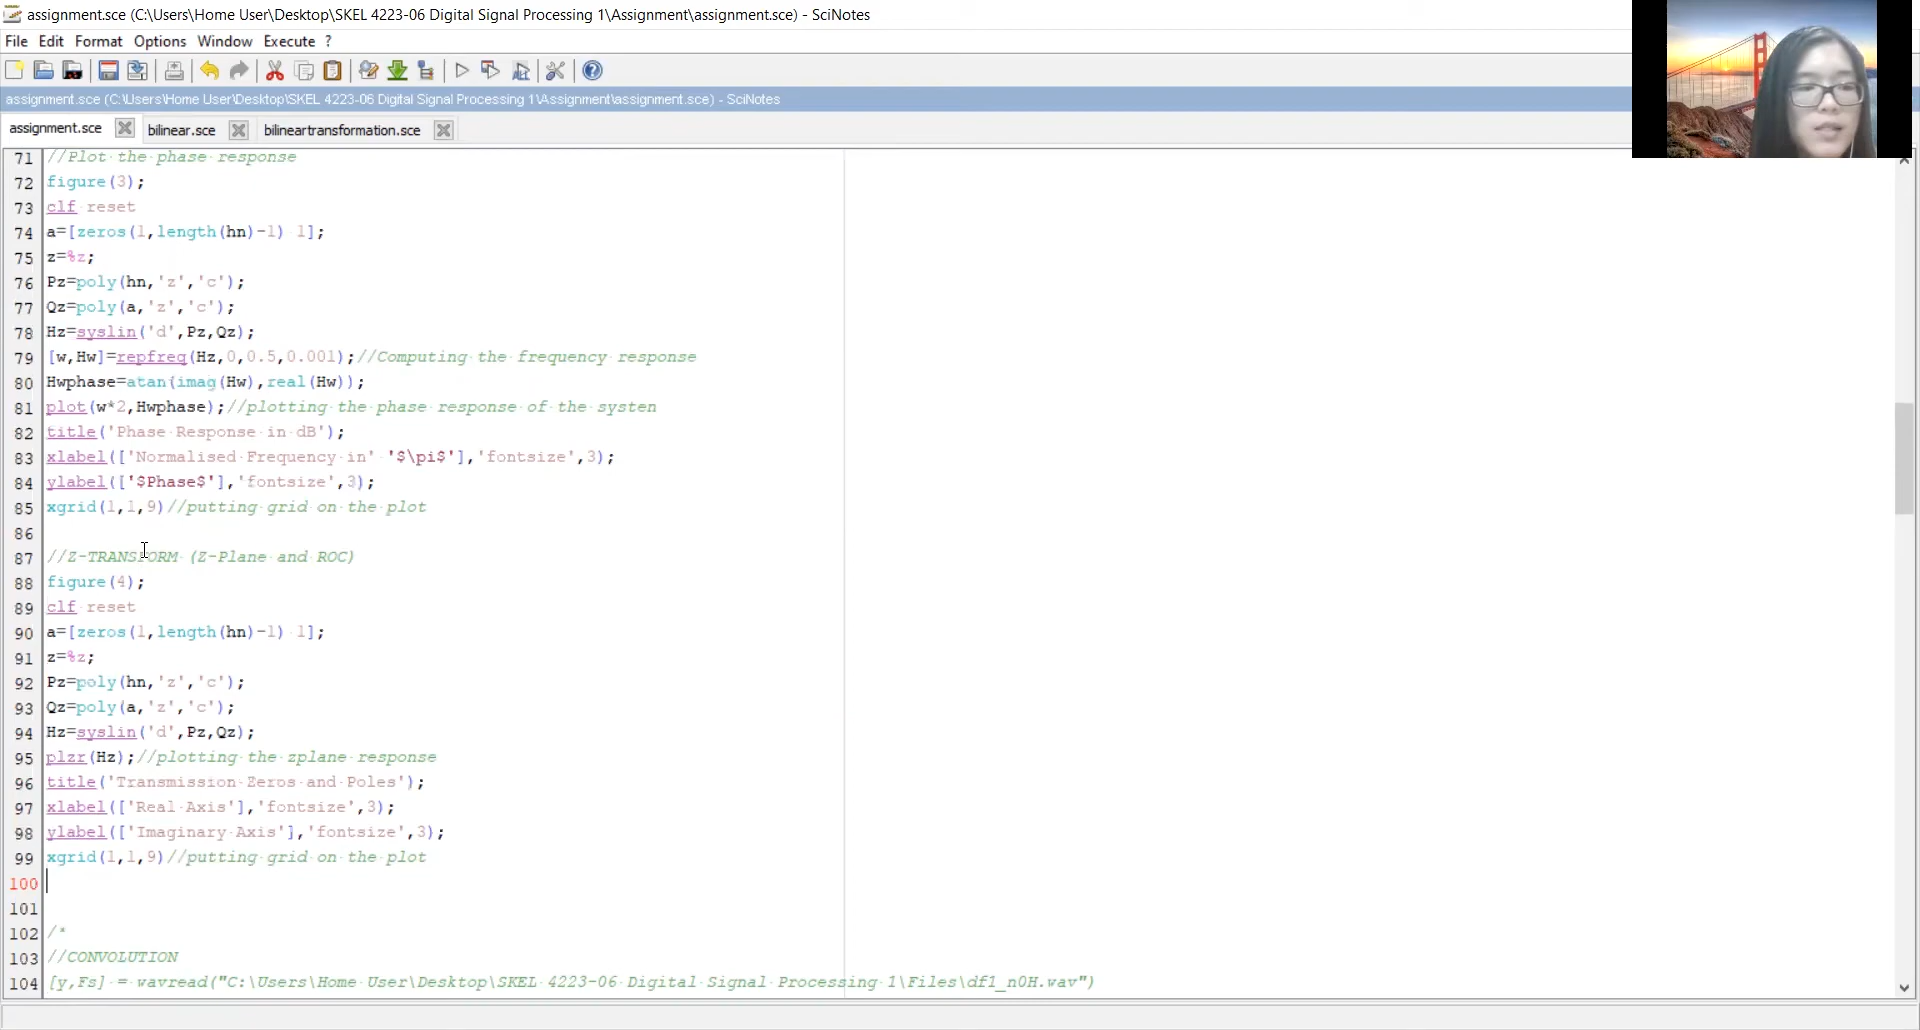 assignment.sce (C:\Users\Home User\Desktop\SKEL 4223-06 Digital Signal Processing 1\Assignment\assignment.sce) - SciNotes
File Edit Format Options Window Execute ?
assignment.sce (C:\Users\Home User\Desktop\SKEL 4223-06 Digital Signal Processing 1\Assignment\assignment.sce) - SciNotes
assignment.sce bilinear.sce bilineartransformation.sce
71 //Plot the phase response
72 figure(3);
73 clf reset
74 a=[zeros(1,length(hn)-1) 1];
75 z=%z;
76 Pz=poly(hn,'z','c');
77 Qz=poly(a,'z','c');
78 Hz=syslin('d',Pz,Qz);
79 [w,Hw]=repfreq(Hz,0,0.5,0.001);//Computing the frequency response
80 Hwphase=atan(imag(Hw),real(Hw));
81 plot(w*2,Hwphase);//plotting the phase response of the systen
82 title('Phase Response in dB');
83 xlabel(['Normalised Frequency in' '$\pi$'],'fontsize',3);
84 ylabel(['$Phase$'],'fontsize',3);
85 xgrid(1,1,9)//putting grid on the plot
86
87 //Z-TRANSFORM (Z-Plane and ROC)
88 figure(4);
89 clf reset
90 a=[zeros(1,length(hn)-1) 1];
91 z=%z;
92 Pz=poly(hn,'z','c');
93 Qz=poly(a,'z','c');
94 Hz=syslin('d',Pz,Qz);
95 plzr(Hz);//plotting the zplane response
96 title('Transmission Zeros and Poles');
97 xlabel(['Real Axis'],'fontsize',3);
98 ylabel(['Imaginary Axis'],'fontsize',3);
99 xgrid(1,1,9)//putting grid on the plot
100
101
102 /*
103 //CONVOLUTION
104 [y,Fs] = wavread("C:\Users\Home User\Desktop\SKEL 4223-06 Digital Signal Processing 1\Files\df1_n0H.wav")